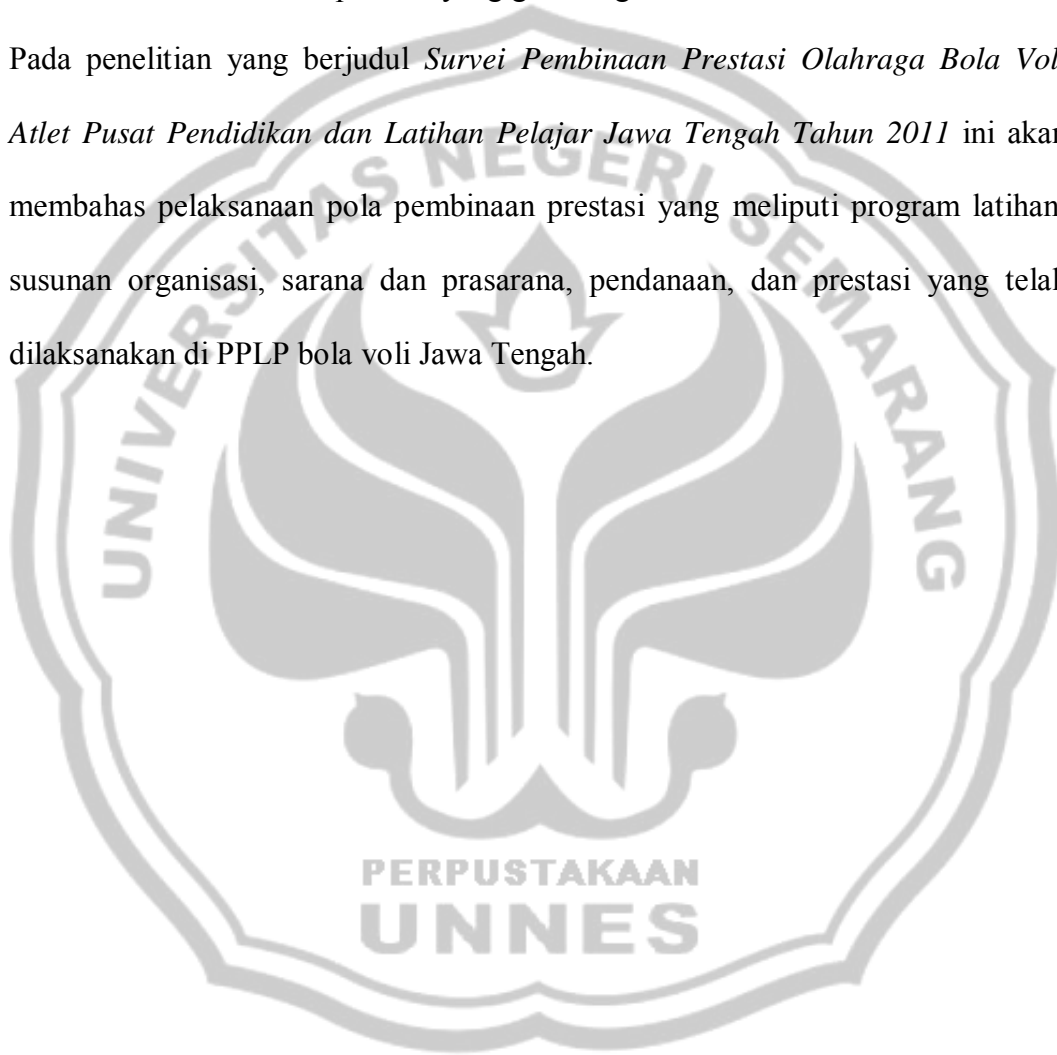 Pada penelitian yang berjudul Survei Pembinaan Prestasi Olahraga Bola Vol
Atlet Pusat Pendidikan dan Latihan Pelajar Jawa Tengah Tahun 2011 ini akan
membahas pelaksanaan pola pembinaan prestasi yang meliputi program latihan
susunan organisasi, sarana dan prasarana, pendanaan, dan prestasi yang telah
dilaksanakan di PPLP bola voli Jawa Tengah.
UNIVERSITAS NEGERI SEMARANG
PERPUSTAKAAN
UNNES